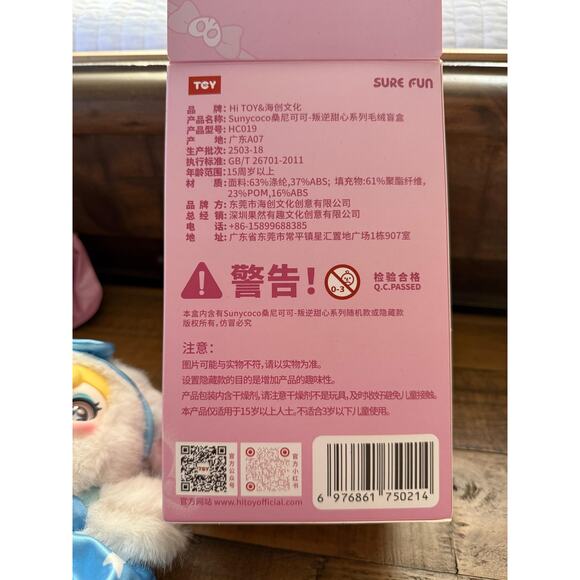 TOY
SURE FUN
品 牌: Hi TOY&海创文化
产品名称: Sunycoco桑尼可可-叛逆甜心系列毛绒盲盒
产品型号: HC019
产 地: 广东A07
生产批次: 2503-18
执行标准: GB/T 26701-2011
年龄范围: 15周岁以上
材 质: 面料:63%涤纶,37%ABS; 填充物:61%聚酯纤维,
23%POM,16%ABS
品 牌 方: 东莞市海创文化创意有限公司
总 经 销: 深圳果然有趣文化创意有限公司
电 话: +86-15899688385
地 址: 广东省东莞市常平镇星汇置地广场1栋907室
警告!
0-3
检验合格
Q.C.PASSED
本盒内含有Sunycoco桑尼可可-叛逆甜心系列随机款或隐藏款
版权所有, 仿冒必究
注意:
图片可能与实物不符,请以实物为准。
设置隐藏款的目的是增加产品的趣味性。
产品包装内含干燥剂,请注意干燥剂不是玩具,及时收好避免儿童接触。
本产品仅适用于15岁以上人士。不适合3岁以下儿童使用。
TOY
官方公众号
官方小红书
官方网站 www.hitoyofficial.com
6 976861 750214